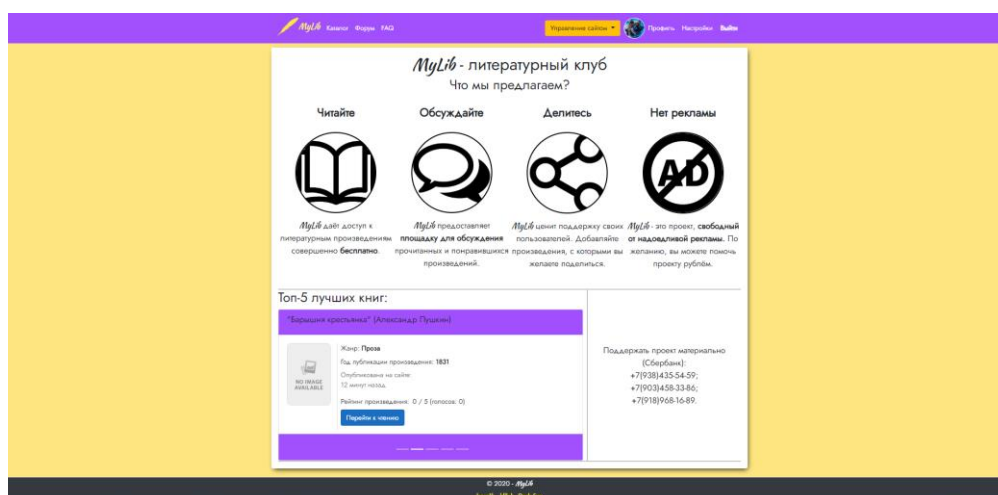 MyLib Каталог Форум FAQ
Управление сайтом Профиль Настройки Выйти
MyLib - литературный клуб
Что мы предлагаем?
Читайте
MyLib даёт доступ к
литературным произведениям
совершенно бесплатно.
Обсуждайте
MyLib предоставляет
площадку для обсуждения
прочитанных и понравившихся
произведений.
Делитесь
MyLib ценит поддержку своих
пользователей. Добавляйте
произведения, с которыми вы
желаете поделиться.
Нет рекламы
AD
MyLib - это проект, свободный
от надоедливой рекламы. По
желанию, вы можете помочь
проекту рублём.
Топ-5 лучших книг:
"Барышня крестьянка" (Александр Пушкин)
NO IMAGE
AVAILABLE
Жанр: Проза
Год публикации произведения: 1831
Опубликована на сайте:
12 минут назад
Рейтинг произведения: 0 / 5 (голосов: 0)
Перейти к чтению
Поддержать проект материально
(Сбербанк):
+7(938)435-54-59;
+7(903)458-33-86;
+7(918)968-16-89.
© 2020 - MyLib